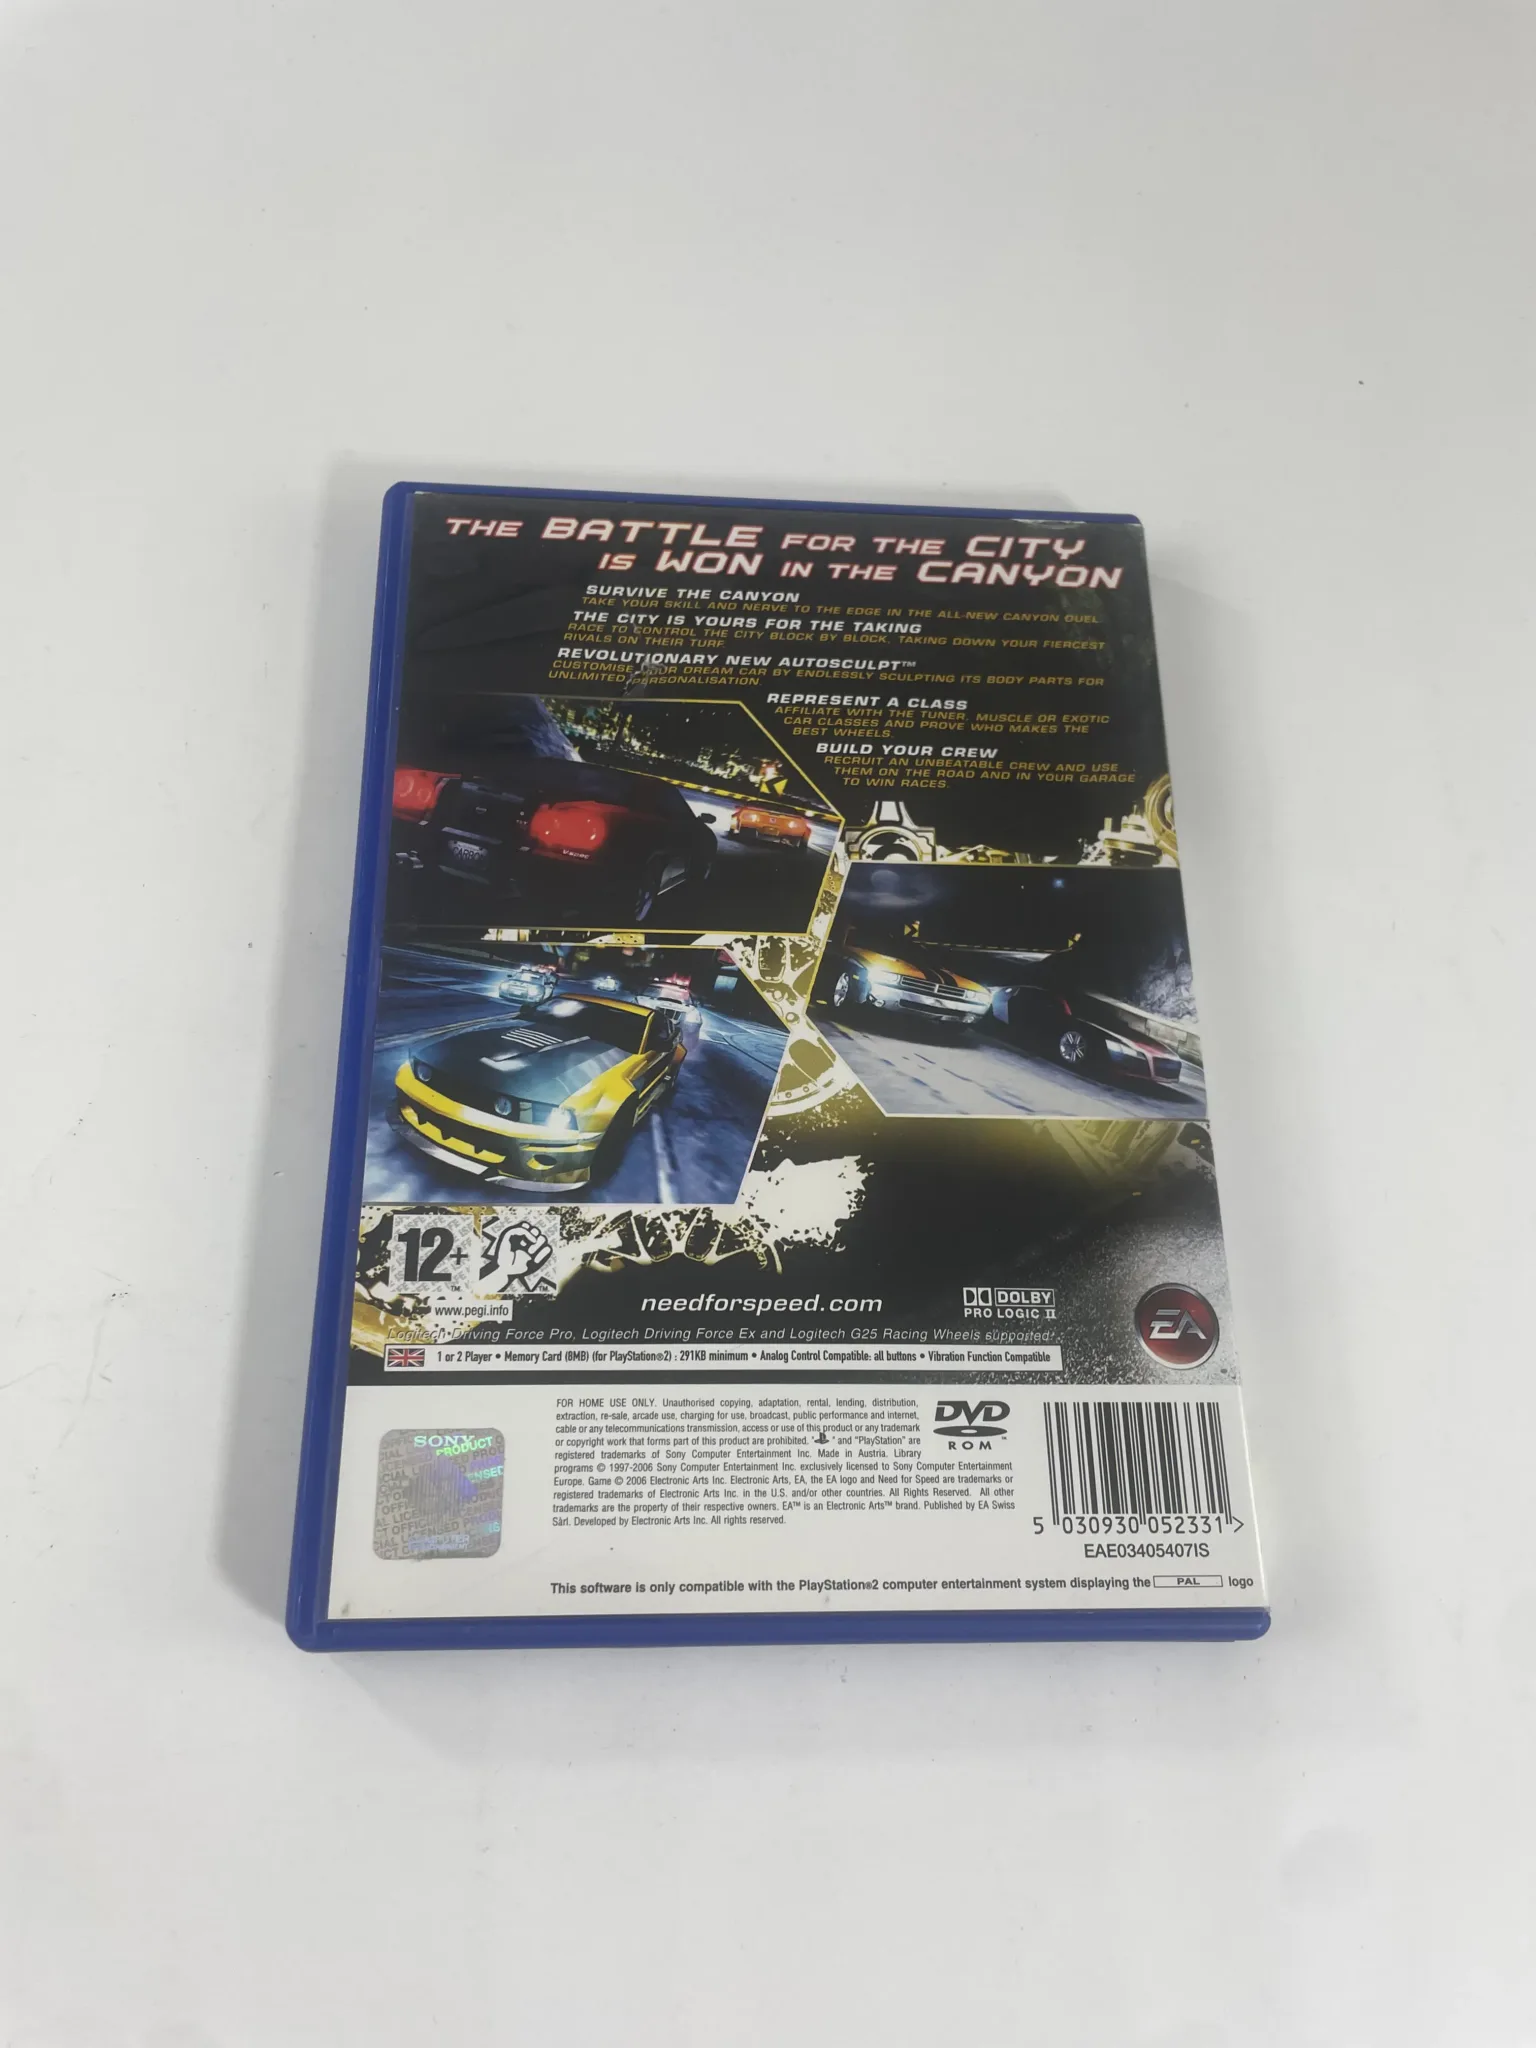 THE BATTLE FOR THE CITY
IS WON IN THE CANYON
SURVIVE THE CANYON
TAKE YOUR SKILL AND NERVE TO THE EDGE IN THE ALL-NEW CANYON DUEL.
THE CITY IS YOURS FOR THE TAKING
RACE TO CONTROL THE CITY BLOCK BY BLOCK, TAKING DOWN YOUR FIERCEST
RIVALS ON THEIR TURF.
REVOLUTIONARY NEW AUTOSCULPT™
CUSTOMISE YOUR DREAM CAR BY ENDLESSLY SCULPTING ITS BODY PARTS FOR
UNLIMITED PERSONALISATION.
REPRESENT A CLASS
AFFILIATE WITH THE TUNER, MUSCLE OR EXOTIC
CAR CLASSES AND PROVE WHO MAKES THE
BEST WHEELS.
BUILD YOUR CREW
RECRUIT AN UNBEATABLE CREW AND USE
THEM ON THE ROAD AND IN YOUR GARAGE
TO WIN RACES.
12+™
www.pegi.info
needforspeed.com
DOLBY
PRO LOGIC II
EA
Logitech Driving Force Pro, Logitech Driving Force Ex and Logitech G25 Racing Wheels supported.
1 or 2 Player • Memory Card (8MB) (for PlayStation®2) : 291KB minimum • Analog Control Compatible: all buttons • Vibration Function Compatible
FOR HOME USE ONLY. Unauthorised copying, adaptation, rental, lending, distribution,
extraction, re-sale, arcade use, charging for use, broadcast, public performance and internet,
cable or any telecommunications transmission, access or use of this product or any trademark
or copyright work that forms part of this product are prohibited. " " and "PlayStation" are
registered trademarks of Sony Computer Entertainment Inc. Made in Austria. Library
programs © 1997-2006 Sony Computer Entertainment Inc. exclusively licensed to Sony Computer Entertainment
Europe. Game © 2006 Electronic Arts Inc. Electronic Arts, EA, the EA logo and Need for Speed are trademarks or
registered trademarks of Electronic Arts Inc. in the U.S. and/or other countries. All Rights Reserved. All other
trademarks are the property of their respective owners. EA™ is an Electronic Arts™ brand. Published by EA Swiss
Sàrl. Developed by Electronic Arts Inc. All rights reserved.
DVD
ROM™
SONY
PRODUCT
5 030930 052331 >
EAE03405407IS
This software is only compatible with the PlayStation®2 computer entertainment system displaying the PAL logo